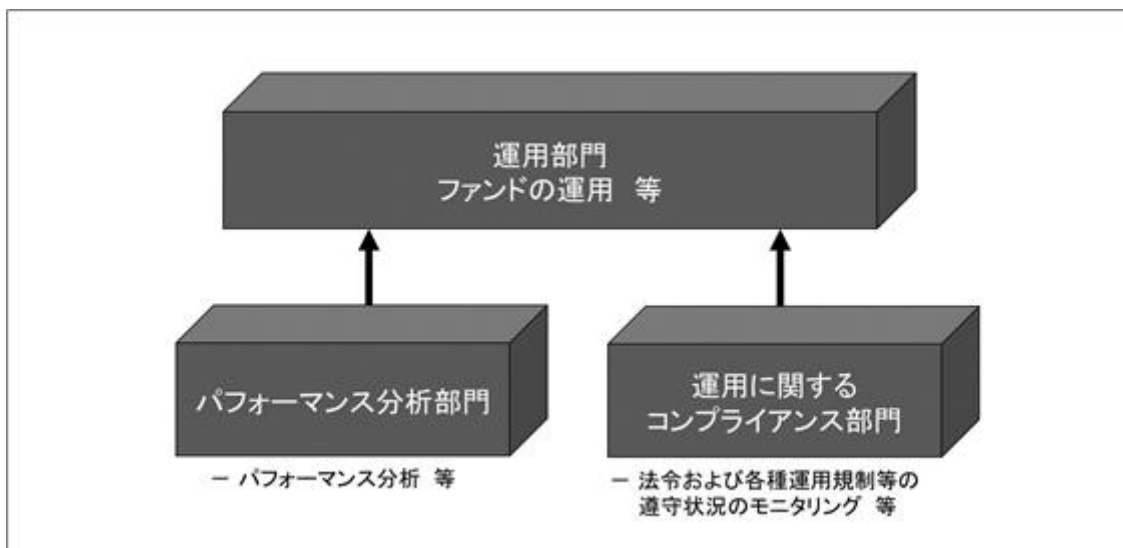 運用部門
ファンドの運用 等
パフォーマンス分析部門
－ パフォーマンス分析 等
運用に関する
コンプライアンス部門
－ 法令および各種運用規制等の
遵守状況のモニタリング 等